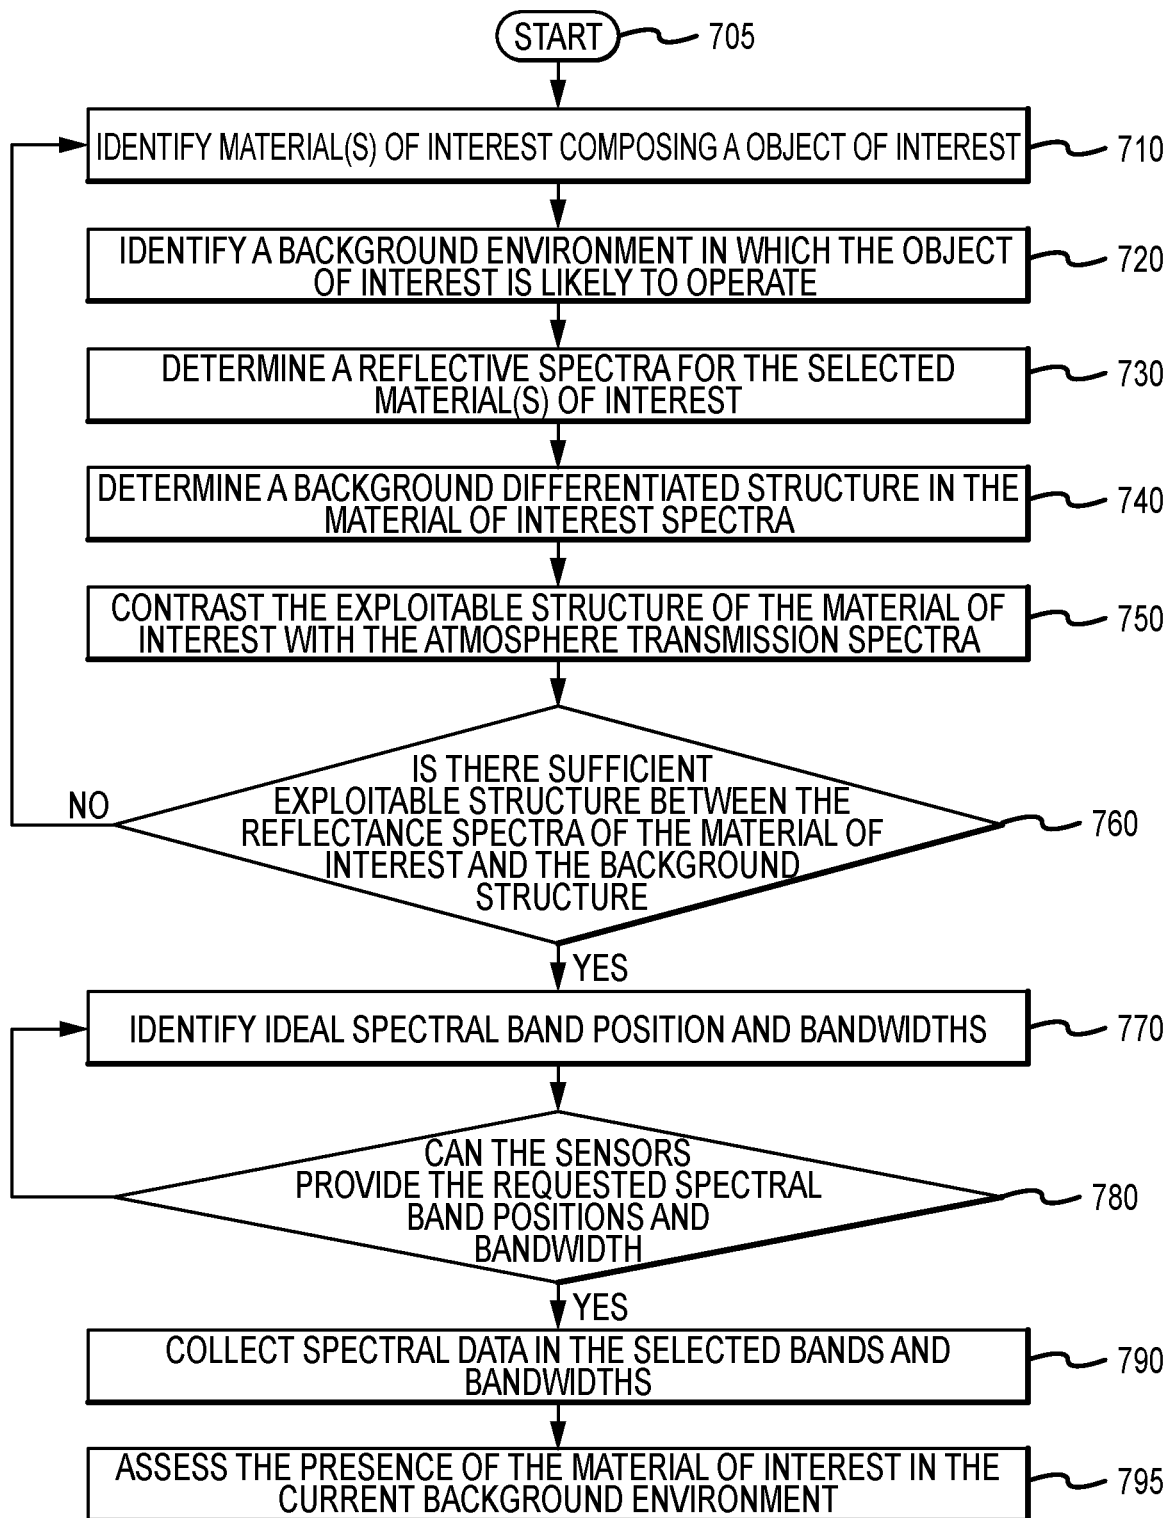 START
705
IDENTIFY MATERIAL(S) OF INTEREST COMPOSING A OBJECT OF INTEREST
710
IDENTIFY A BACKGROUND ENVIRONMENT IN WHICH THE OBJECT
OF INTEREST IS LIKELY TO OPERATE
720
DETERMINE A REFLECTIVE SPECTRA FOR THE SELECTED
MATERIAL(S) OF INTEREST
730
DETERMINE A BACKGROUND DIFFERENTIATED STRUCTURE IN THE
MATERIAL OF INTEREST SPECTRA
740
CONTRAST THE EXPLOITABLE STRUCTURE OF THE MATERIAL OF
INTEREST WITH THE ATMOSPHERE TRANSMISSION SPECTRA
750
IS THERE SUFFICIENT
EXPLOITABLE STRUCTURE BETWEEN THE
REFLECTANCE SPECTRA OF THE MATERIAL OF
INTEREST AND THE BACKGROUND
STRUCTURE
760
NO
YES
IDENTIFY IDEAL SPECTRAL BAND POSITION AND BANDWIDTHS
770
CAN THE SENSORS
PROVIDE THE REQUESTED SPECTRAL
BAND POSITIONS AND
BANDWIDTH
780
YES
COLLECT SPECTRAL DATA IN THE SELECTED BANDS AND
BANDWIDTHS
790
ASSESS THE PRESENCE OF THE MATERIAL OF INTEREST IN THE
CURRENT BACKGROUND ENVIRONMENT
795